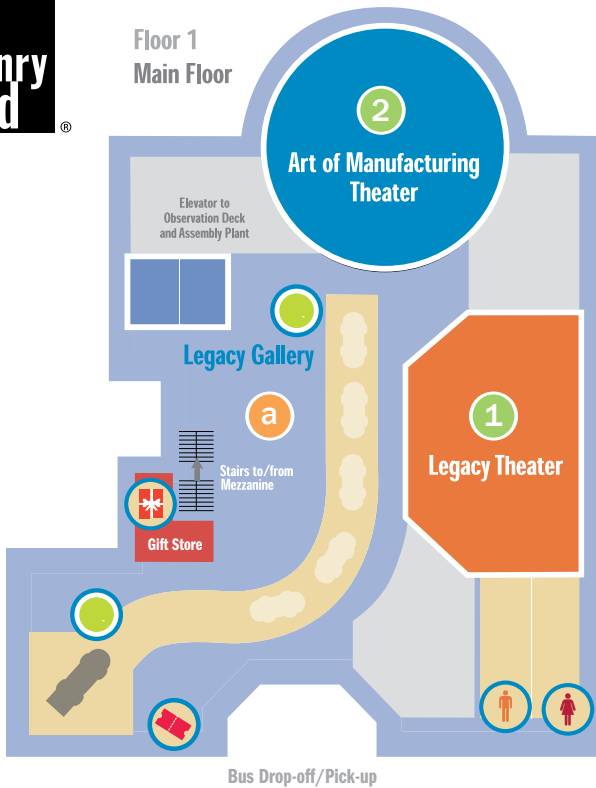 Floor 1
Main Floor
nry
d
®
2
Art of Manufacturing
Theater
Elevator to
Observation Deck
and Assembly Plant
Legacy Gallery
a
1
Legacy Theater
Stairs to/from
Mezzanine
Gift Store
Bus Drop-off/Pick-up